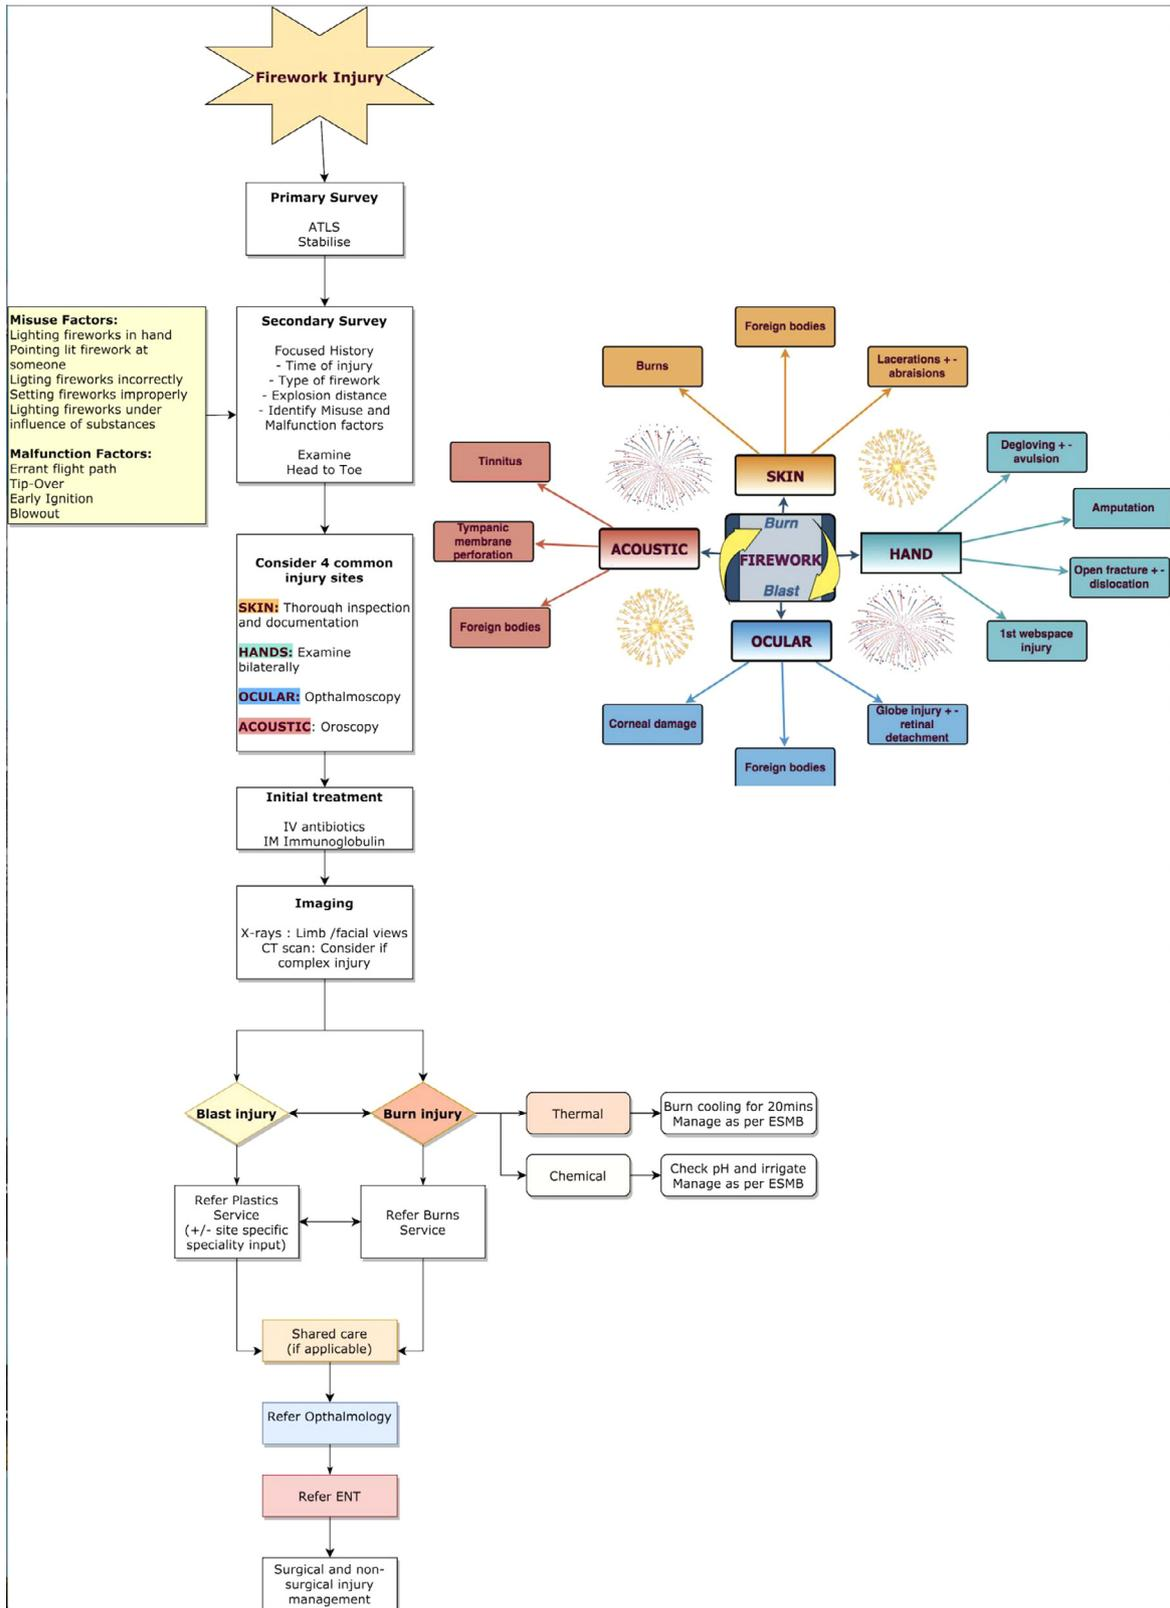 Firework Injury
Primary Survey
ATLS
Stabilise
Misuse Factors:
Lighting fireworks in hand
Pointing lit firework at
someone
Ligting fireworks incorrectly
Setting fireworks improperly
Lighting fireworks under
influence of substances
Malfunction Factors:
Errant flight path
Tip-Over
Early Ignition
Blowout
Secondary Survey
Focused History
- Time of injury
- Type of firework
- Explosion distance
- Identify Misuse and
Malfunction factors
Examine
Head to Toe
Consider 4 common
injury sites
SKIN: Thorough inspection
and documentation
HANDS: Examine
bilaterally
OCULAR: Opthalmoscopy
ACOUSTIC: Oroscopy
Initial treatment
IV antibiotics
IM Immunoglobulin
Imaging
X-rays : Limb /facial views
CT scan: Consider if
complex injury
Blast injury
Burn injury
Thermal
Burn cooling for 20mins
Manage as per ESMB
Chemical
Check pH and irrigate
Manage as per ESMB
Refer Plastics
Service
(+/- site specific
speciality input)
Refer Burns
Service
Shared care
(if applicable)
Refer Opthalmology
Refer ENT
Surgical and non-
surgical injury
management
Foreign bodies
Burns
Lacerations + -
abraisions
SKIN
Tinnitus
Tympanic
membrane
perforation
Foreign bodies
ACOUSTIC
Burn
FIREWORK
Blast
HAND
Degloving + -
avulsion
Amputation
Open fracture + -
dislocation
1st webspace
injury
OCULAR
Corneal damage
Foreign bodies
Globe injury + -
retinal
detachment